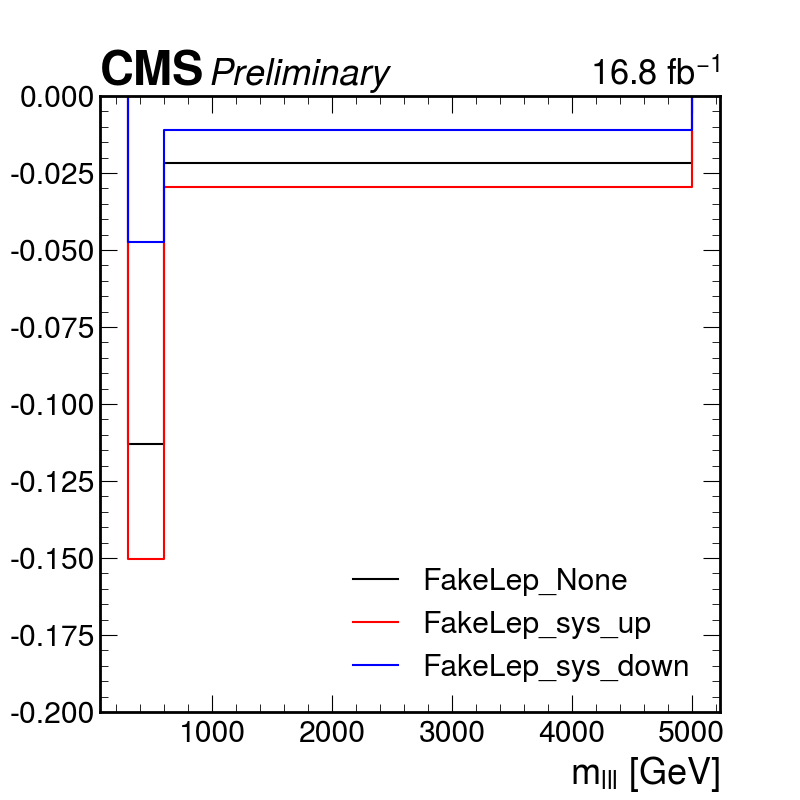 CMS Preliminary 16.8 fb⁻¹
0.000
-0.025
-0.050
-0.075
-0.100
-0.125
-0.150
-0.175
-0.200
FakeLep_None
FakeLep_sys_up
FakeLep_sys_down
1000 2000 3000 4000 5000
m_lll [GeV]